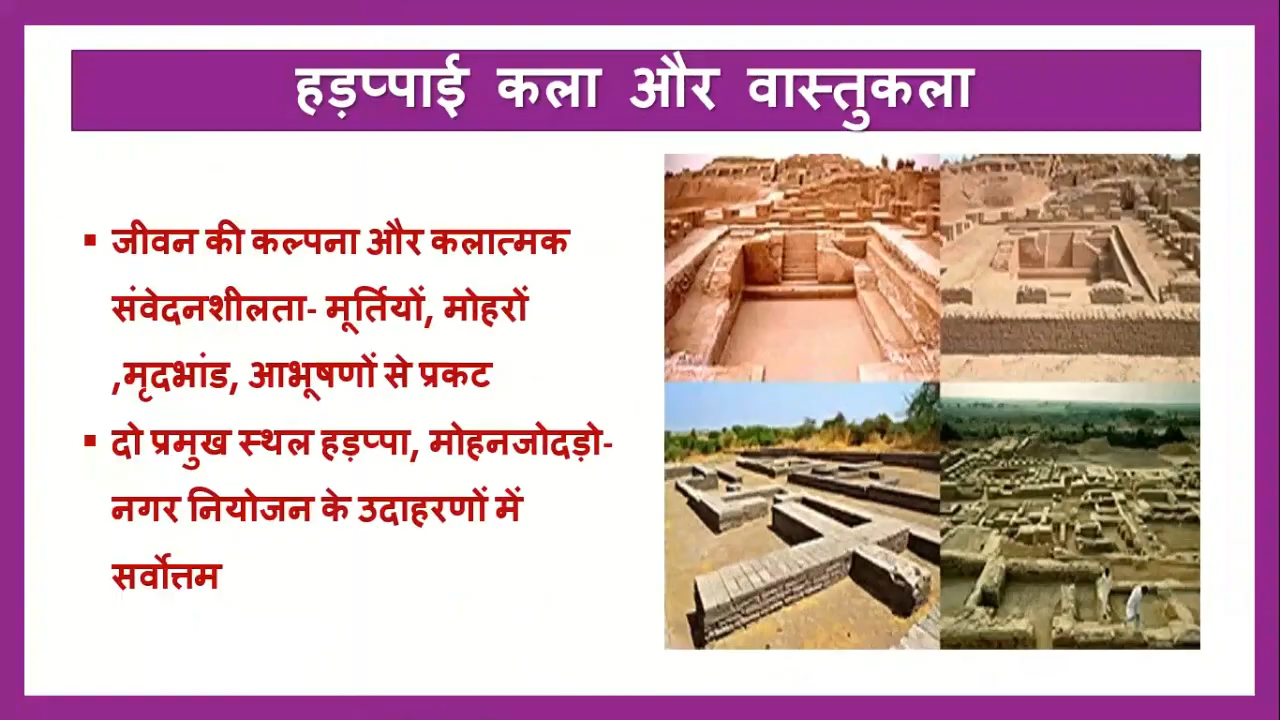 हड़प्पाई कला और वास्तुकला
▪ जीवन की कल्पना और कलात्मक
संवेदनशीलता- मूर्तियों, मोहरों
,मृदभांड, आभूषणों से प्रकट
▪ दो प्रमुख स्थल हड़प्पा, मोहनजोदड़ो-
नगर नियोजन के उदाहरणों में
सर्वोत्तम